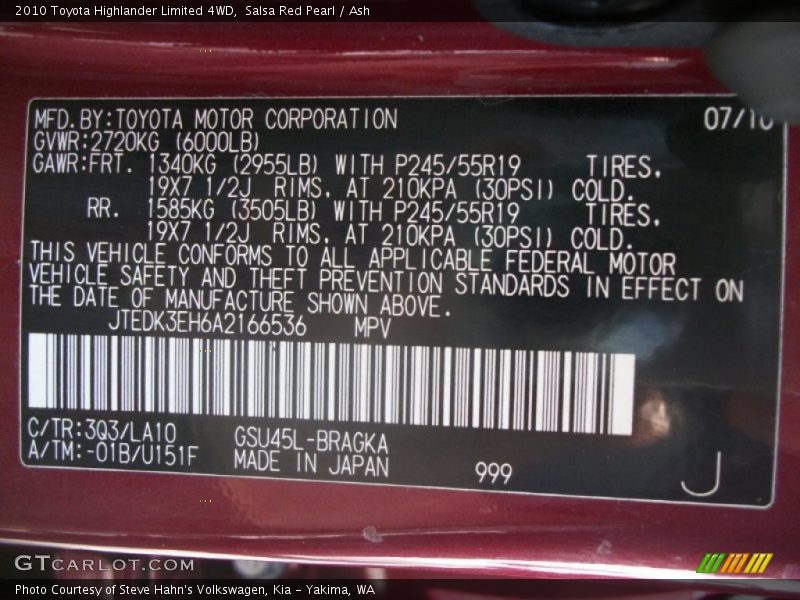 2010 Toyota Highlander Limited 4WD, Salsa Red Pearl / Ash
MFD.BY:TOYOTA MOTOR CORPORATION 07/10
GVWR:2720KG (6000LB)
GAWR:FRT. 1340KG (2955LB) WITH P245/55R19 TIRES.
19X7 1/2J RIMS. AT 210KPA (30PSI) COLD.
RR. 1585KG (3505LB) WITH P245/55R19 TIRES.
19X7 1/2J RIMS. AT 210KPA (30PSI) COLD.
THIS VEHICLE CONFORMS TO ALL APPLICABLE FEDERAL MOTOR
VEHICLE SAFETY AND THEFT PREVENTION STANDARDS IN EFFECT ON
THE DATE OF MANUFACTURE SHOWN ABOVE.
JTEDK3EH6A2166536 MPV
C/TR:3Q3/LA10 GSU45L-BRAGKA
A/TM:-01B/U151F MADE IN JAPAN 999 J
GTCARLOT.COM
Photo Courtesy of Steve Hahn's Volkswagen, Kia - Yakima, WA